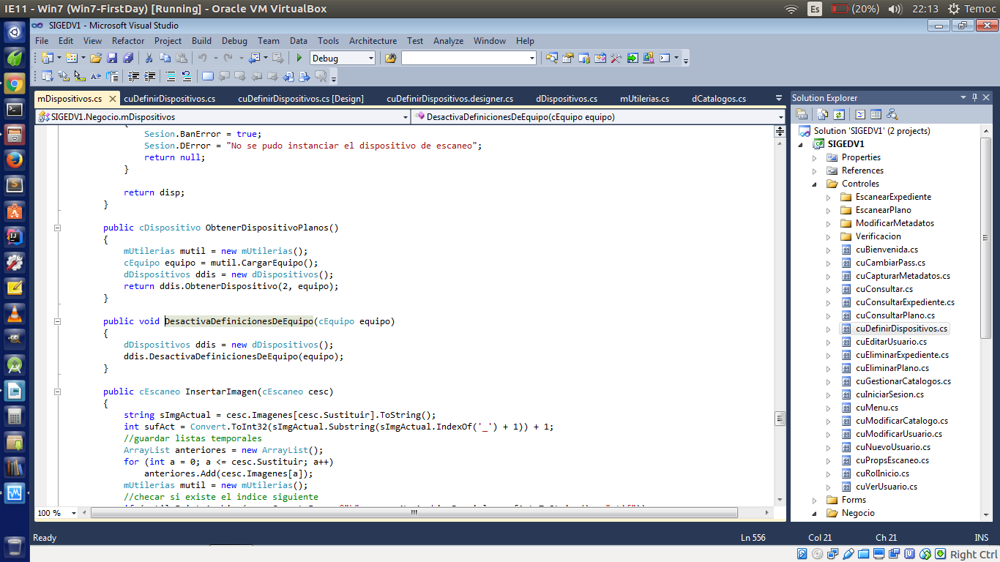 IE11 - Win7 (Win7-FirstDay) [Running] - Oracle VM VirtualBox
Es
(20%)
22:13
Temoc
SIGEDV1 - Microsoft Visual Studio
File Edit View Refactor Project Build Debug Team Data Tools Architecture Test Analyze Window Help
Debug
mDispositivos.cs cuDefinirDispositivos.cs cuDefinirDispositivos.cs [Design] cuDefinirDispositivos.designer.cs dDispositivos.cs mUtilerias.cs dCatalogos.cs
SIGEDV1.Negocio.mDispositivos
DesactivaDefinicionesDeEquipo(cEquipo equipo)
{
Sesion.BanError = true;
Sesion.DError = "No se pudo instanciar el dispositivo de escaneo";
return null;
}
return disp;
}
public cDispositivo ObtenerDispositivoPlanos()
{
mUtilerias mutil = new mUtilerias();
cEquipo equipo = mutil.CargarEquipo();
dDispositivos ddis = new dDispositivos();
return ddis.ObtenerDispositivo(2, equipo);
}
public void DesactivaDefinicionesDeEquipo(cEquipo equipo)
{
dDispositivos ddis = new dDispositivos();
ddis.DesactivaDefinicionesDeEquipo(equipo);
}
public cEscaneo InsertarImagen(cEscaneo cesc)
{
string sImgActual = cesc.Imagenes[cesc.Sustituir].ToString();
int sufAct = Convert.ToInt32(sImgActual.Substring(sImgActual.IndexOf('_') + 1)) + 1;
//guardar listas temporales
ArrayList anteriores = new ArrayList();
for (int a = 0; a <= cesc.Sustituir; a++)
anteriores.Add(cesc.Imagenes[a]);
mUtilerias mutil = new mUtilerias();
//checar si existe el indice siguiente
100 %
Solution Explorer
Solution 'SIGEDV1' (2 projects)
SIGEDV1
Properties
References
Controles
EscanearExpediente
EscanearPlano
ModificarMetadatos
Verificacion
cuBienvenida.cs
cuCambiarPass.cs
cuCapturarMetadatos.cs
cuConsultar.cs
cuConsultarExpediente.cs
cuConsultarPlano.cs
cuDefinirDispositivos.cs
cuEditarUsuario.cs
cuEliminarExpediente.cs
cuEliminarPlano.cs
cuGestionarCatalogos.cs
cuIniciarSesion.cs
cuMenu.cs
cuModificarCatalogo.cs
cuModificarUsuario.cs
cuNuevoUsuario.cs
cuPropsEscaneo.cs
cuRolInicio.cs
cuVerUsuario.cs
Forms
Negocio
Ready
Ln 556
Col 21
Ch 21
INS
Right Ctrl